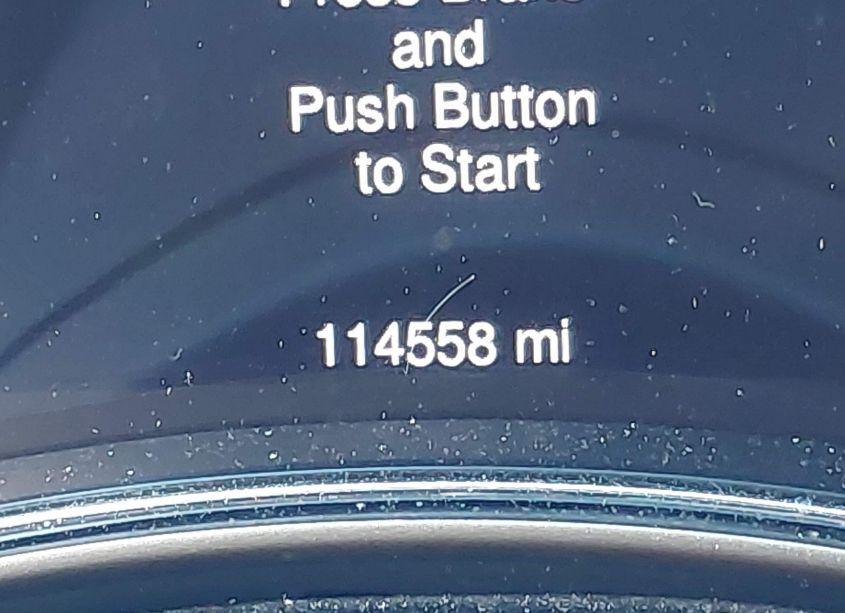 and
Push Button
to Start
114558 mi